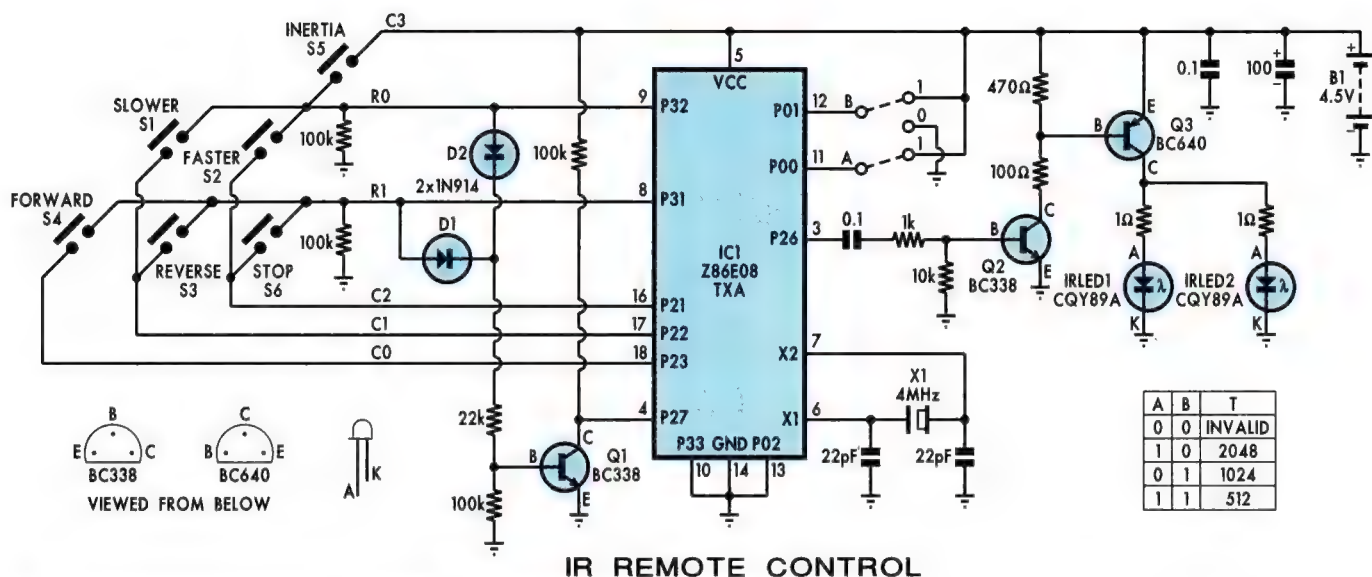 INERTIA
S5
C3
SLOWER
S1
R0
100k
FASTER
S2
D2
2x1N914
100k
FORWARD
S4
R1
D1
100k
REVERSE
S3
STOP
S6
C2
C1
C0
22k
100k
B
C
E
Q1
BC338
5
VCC
9
P32
8
P31
16
P21
17
P22
18
P23
4
P27
IC1
Z86E08
TXA
P01
12
B
1
0
1
P00
11
A
P26
3
X2
7
X1
6
P33 GND P02
10
14
13
0.1
1k
10k
470Ω
100Ω
B
C
E
Q2
BC338
B
E
C
Q3
BC640
1Ω
1Ω
A
λ
K
IRLED1
CQY89A
A
λ
K
IRLED2
CQY89A
0.1
+
100
−
+
B1
4.5V
−
X1
4MHz
22pF
22pF
B
E C
BC338
C
B E
BC640
VIEWED FROM BELOW
A
K
A B T
0 0 INVALID
1 0 2048
0 1 1024
1 1 512
IR REMOTE CONTROL